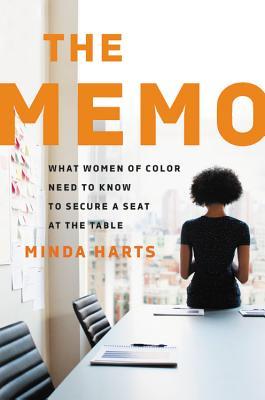 THE
MEMO
WHAT WOMEN OF COLOR
NEED TO KNOW
TO SECURE A SEAT
AT THE TABLE
MINDA HARTS